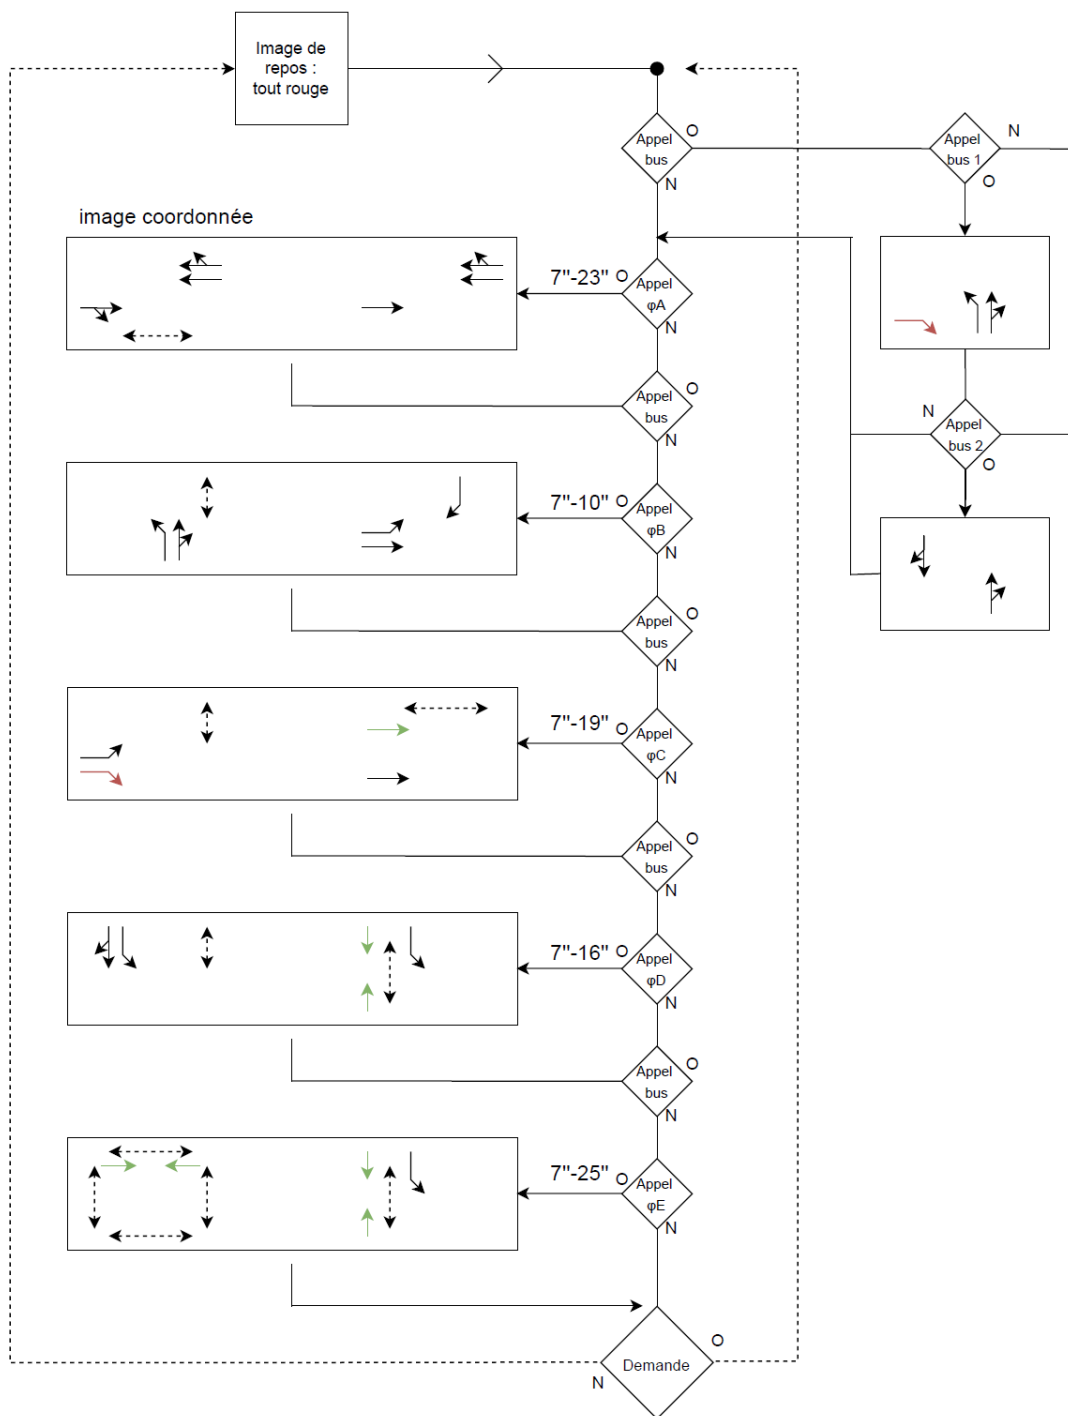 Image de
repos :
tout rouge
Appel
bus
O
N
Appel
bus 1
N
O
image coordonnée
7"-23"
O
Appel
φA
N
Appel
bus
O
N
N
Appel
bus 2
O
7"-10"
O
Appel
φB
N
Appel
bus
O
N
7"-19"
O
Appel
φC
N
Appel
bus
O
N
7"-16"
O
Appel
φD
N
Appel
bus
O
N
7"-25"
O
Appel
φE
N
Demande
O
N